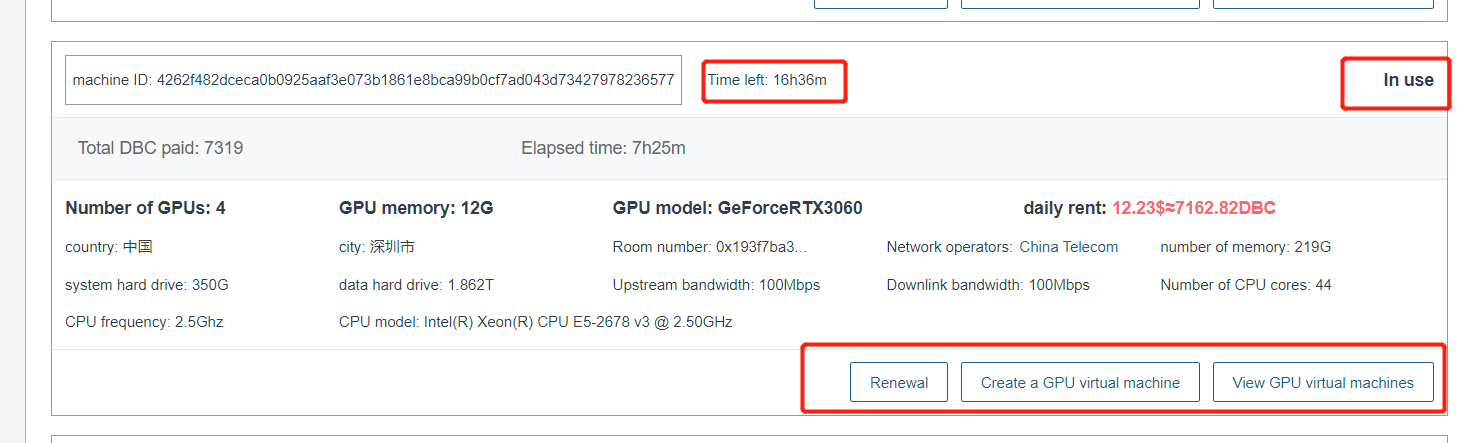 machine ID: 4262f482dceca0b0925aaf3e073b1861e8bca99b0cf7ad043d73427978236577 Time left: 16h36m In use
Total DBC paid: 7319 Elapsed time: 7h25m
Number of GPUs: 4 GPU memory: 12G GPU model: GeForceRTX3060 daily rent: 12.23$≈7162.82DBC
country: 中国 city: 深圳市 Room number: 0x193f7ba3... Network operators: China Telecom number of memory: 219G
system hard drive: 350G data hard drive: 1.862T Upstream bandwidth: 100Mbps Downlink bandwidth: 100Mbps Number of CPU cores: 44
CPU frequency: 2.5Ghz CPU model: Intel(R) Xeon(R) CPU E5-2678 v3 @ 2.50GHz
Renewal Create a GPU virtual machine View GPU virtual machines